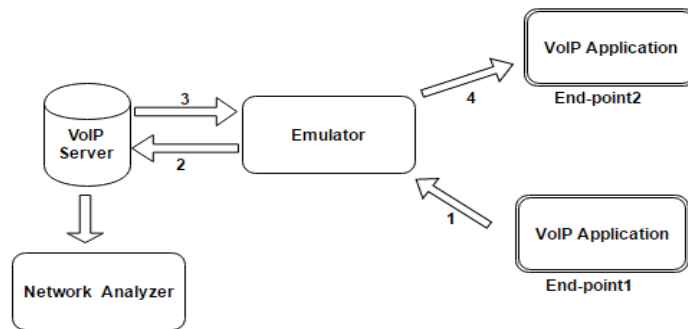 VoIP Application
End-point2
3
4
VoIP
Server
Emulator
2
1
VoIP Application
End-point1
Network Analyzer